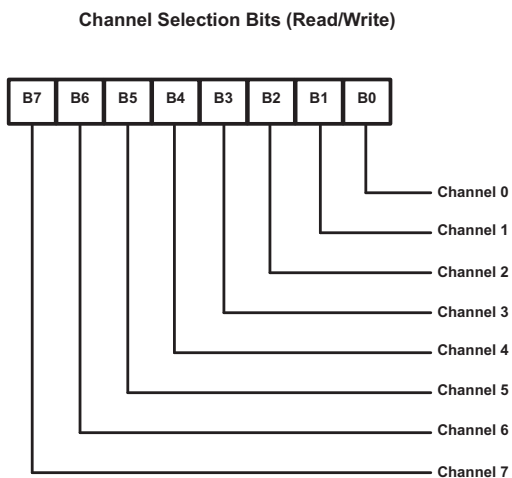 Channel Selection Bits (Read/Write)
B7 B6 B5 B4 B3 B2 B1 B0
Channel 0
Channel 1
Channel 2
Channel 3
Channel 4
Channel 5
Channel 6
Channel 7